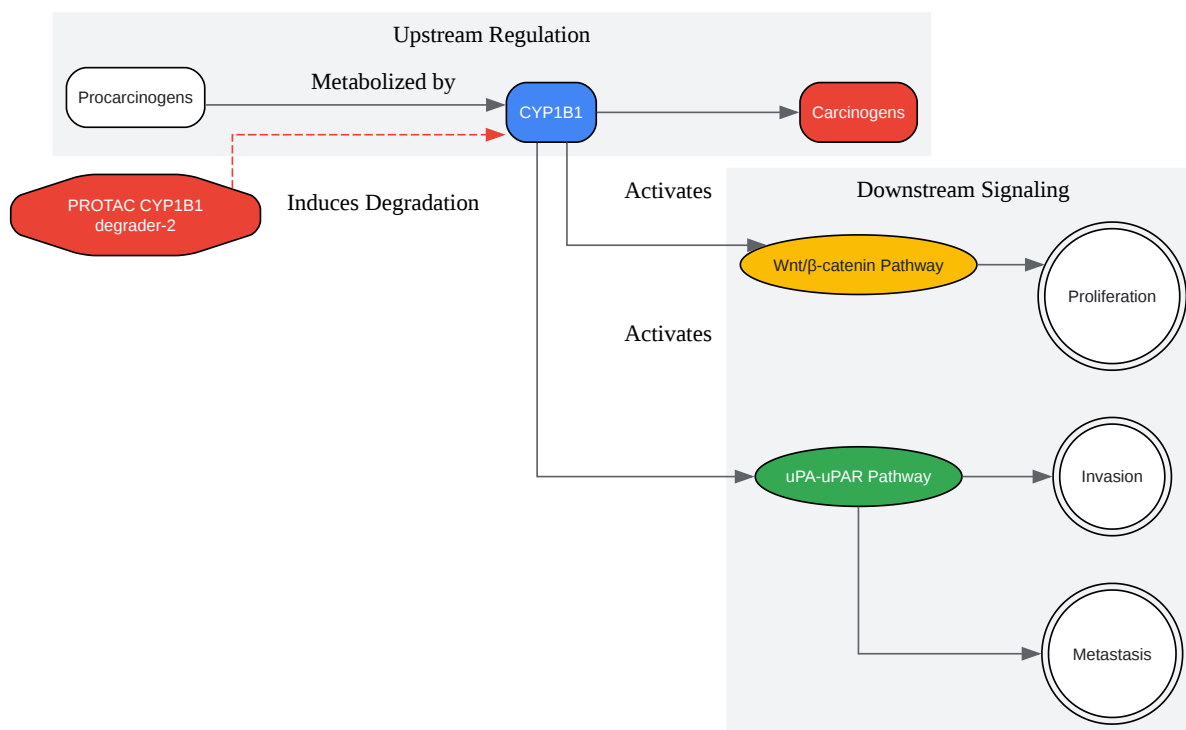 Upstream Regulation
Metabolized by
Procarcinogens
CYP1B1
Carcinogens
PROTAC CYP1B1
degrader-2
Induces Degradation
Activates
Downstream Signaling
Wnt/β-catenin Pathway
Proliferation
Activates
uPA-uPAR Pathway
Invasion
Metastasis